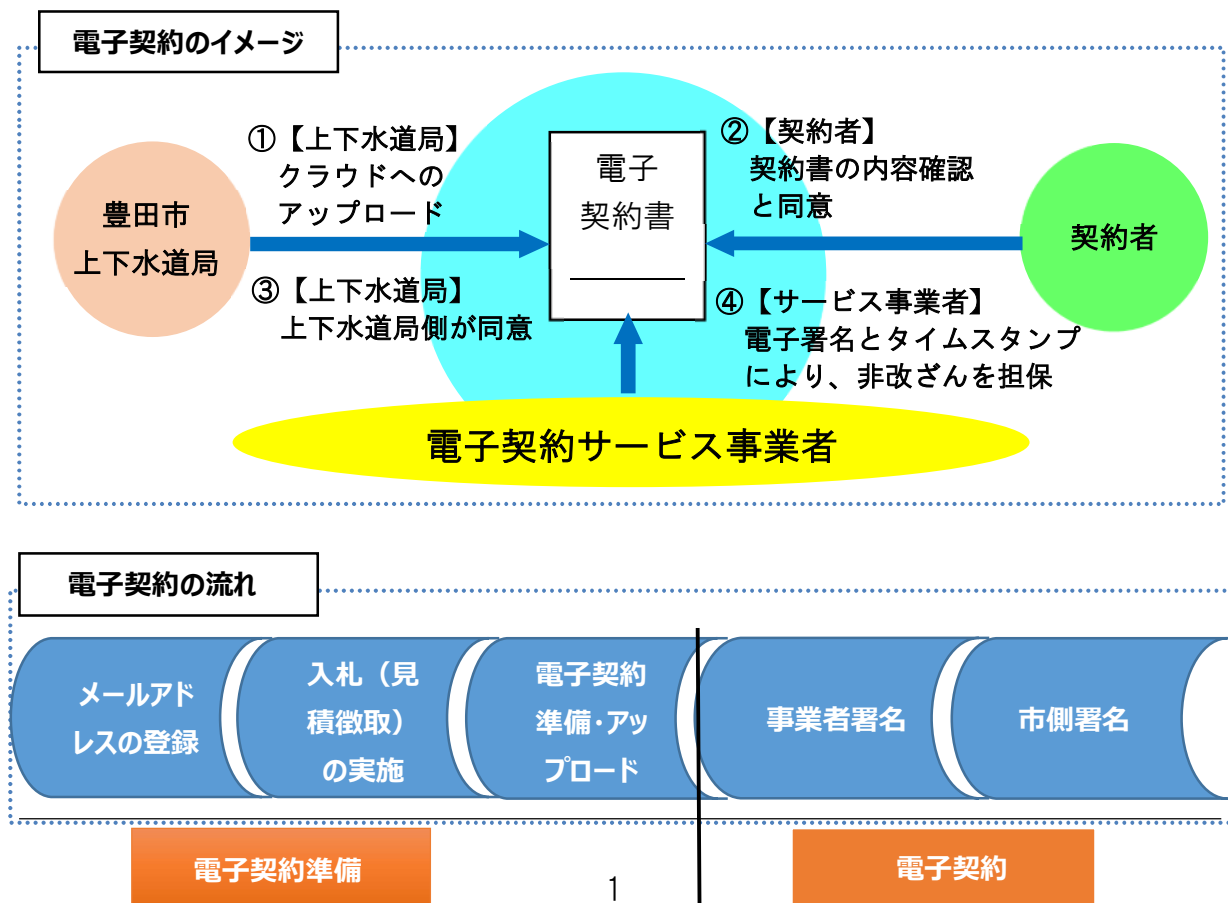 電子契約のイメージ
豊田市
上下水道局
①【上下水道局】
クラウドへの
アップロード
③【上下水道局】
上下水道局側が同意
電子
契約書
②【契約者】
契約書の内容確認
と同意
④【サービス事業者】
電子署名とタイムスタンプ
により、非改ざんを担保
契約者
電子契約サービス事業者
電子契約の流れ
メールアド
レスの登録
入札（見
積徴取）
の実施
電子契約
準備・アッ
プロード
事業者署名
市側署名
電子契約準備
電子契約
1